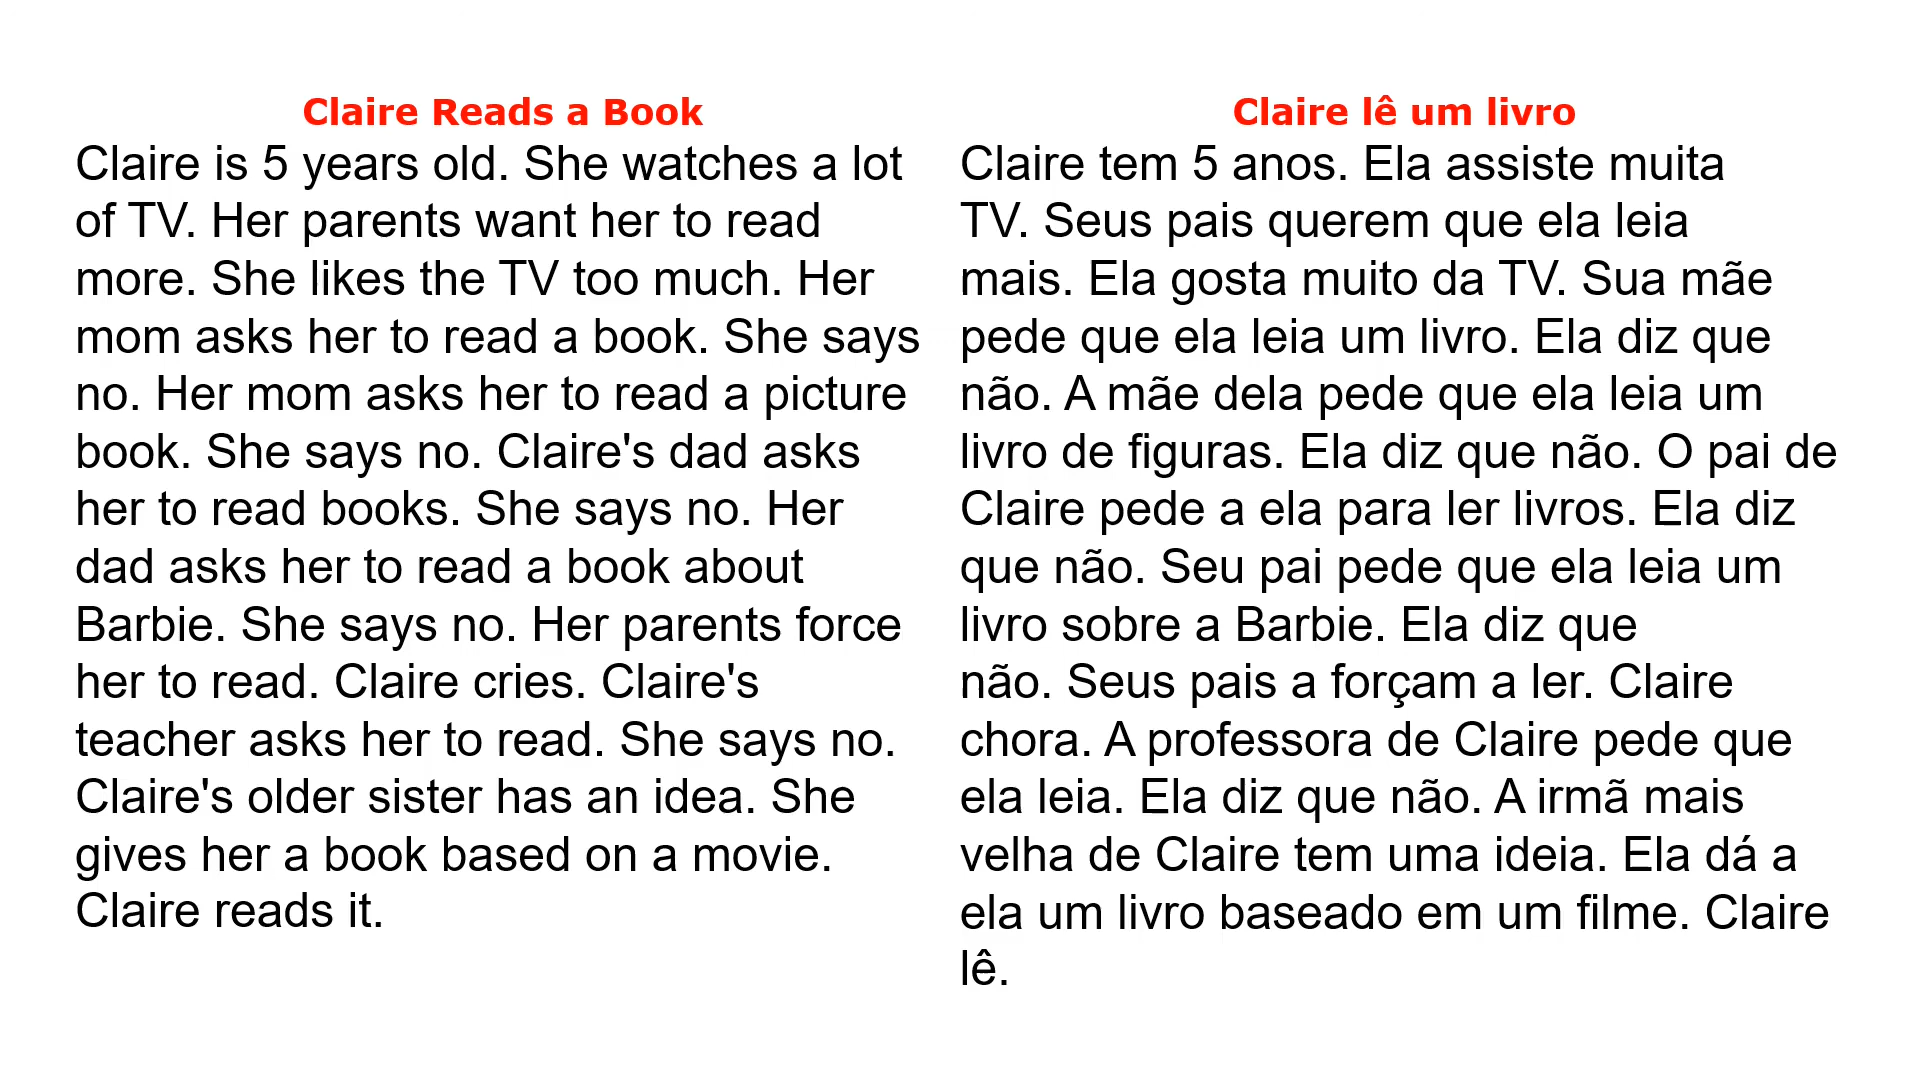 Claire Reads a Book
Claire is 5 years old. She watches a lot
of TV. Her parents want her to read
more. She likes the TV too much. Her
mom asks her to read a book. She says
no. Her mom asks her to read a picture
book. She says no. Claire's dad asks
her to read books. She says no. Her
dad asks her to read a book about
Barbie. She says no. Her parents force
her to read. Claire cries. Claire's
teacher asks her to read. She says no.
Claire's older sister has an idea. She
gives her a book based on a movie.
Claire reads it.
Claire lê um livro
Claire tem 5 anos. Ela assiste muita
TV. Seus pais querem que ela leia
mais. Ela gosta muito da TV. Sua mãe
pede que ela leia um livro. Ela diz que
não. A mãe dela pede que ela leia um
livro de figuras. Ela diz que não. O pai de
Claire pede a ela para ler livros. Ela diz
que não. Seu pai pede que ela leia um
livro sobre a Barbie. Ela diz que
não. Seus pais a forçam a ler. Claire
chora. A professora de Claire pede que
ela leia. Ela diz que não. A irmã mais
velha de Claire tem uma ideia. Ela dá a
ela um livro baseado em um filme. Claire
lê.